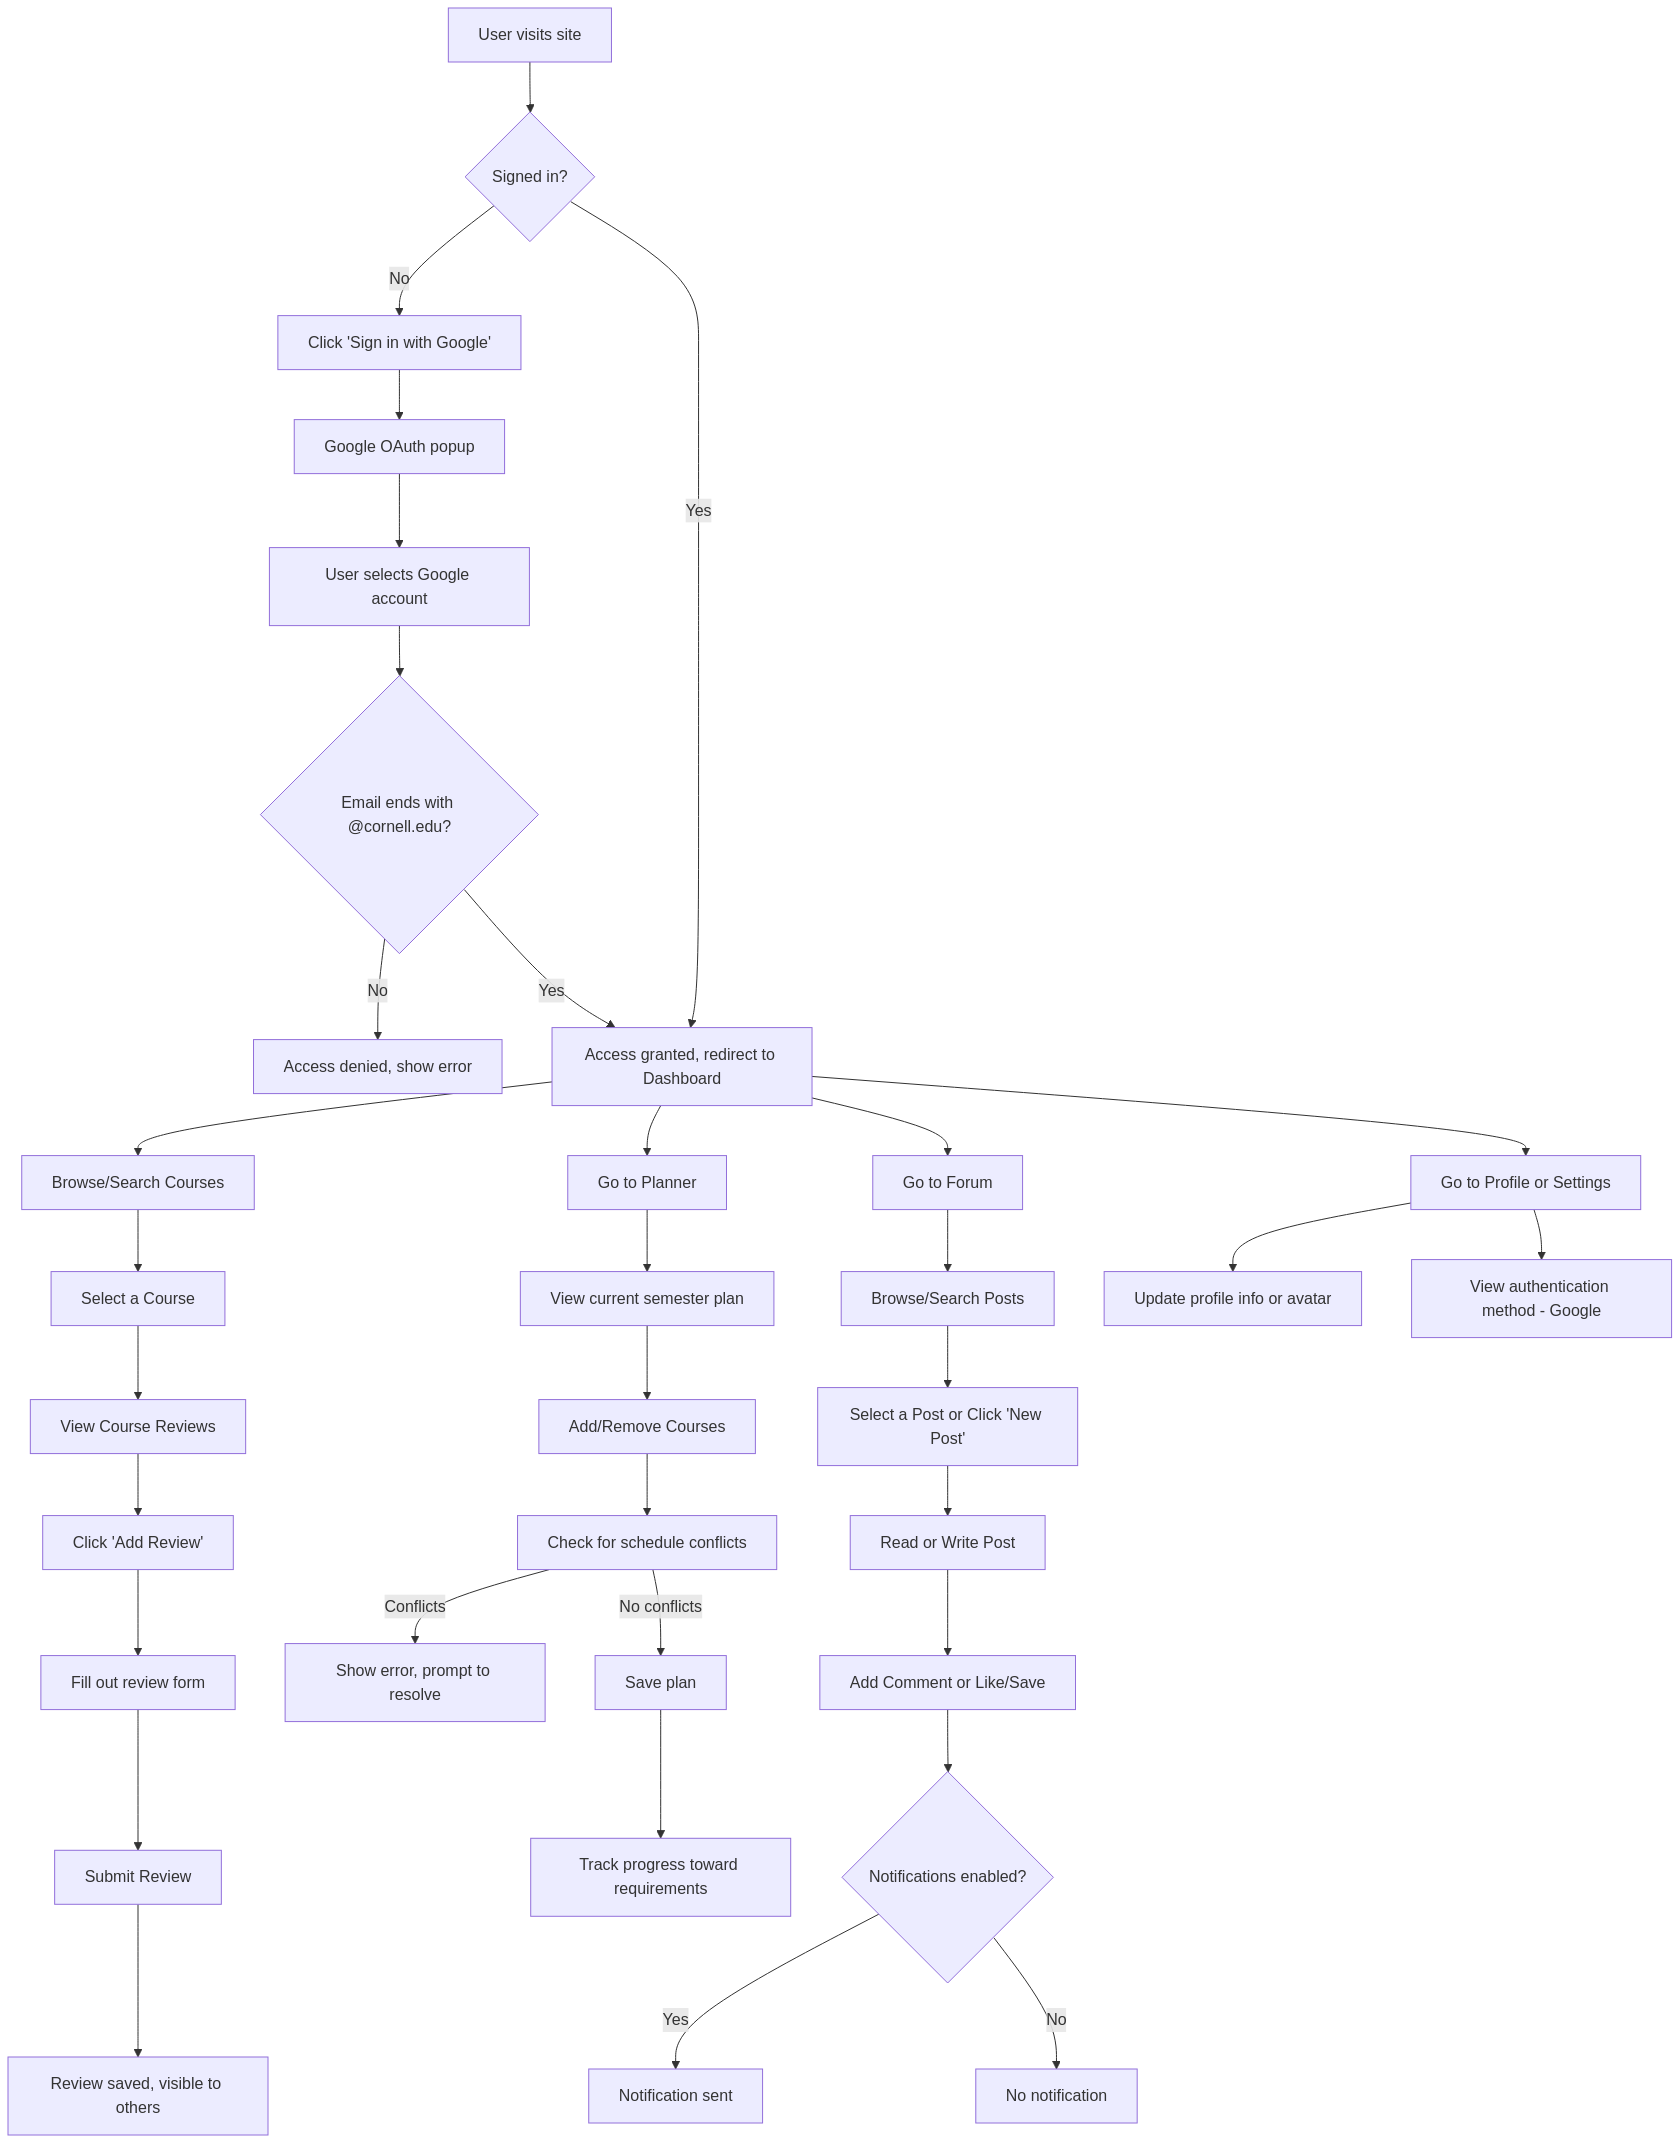 User visits site
Signed in?
No
Click 'Sign in with Google'
Google OAuth popup
Yes
User selects Google
account
Email ends with
@cornell.edu?
No
Yes
Access denied, show error
Access granted, redirect to
Dashboard
Browse/Search Courses
Go to Planner
Go to Forum
Go to Profile or Settings
Select a Course
View current semester plan
Browse/Search Posts
Update profile info or avatar
View authentication
method - Google
View Course Reviews
Add/Remove Courses
Select a Post or Click 'New
Post'
Click 'Add Review'
Check for schedule conflicts
Read or Write Post
Conflicts
No conflicts
Fill out review form
Show error, prompt to
resolve
Save plan
Add Comment or Like/Save
Submit Review
Track progress toward
requirements
Notifications enabled?
Yes
No
Review saved, visible to
others
Notification sent
No notification